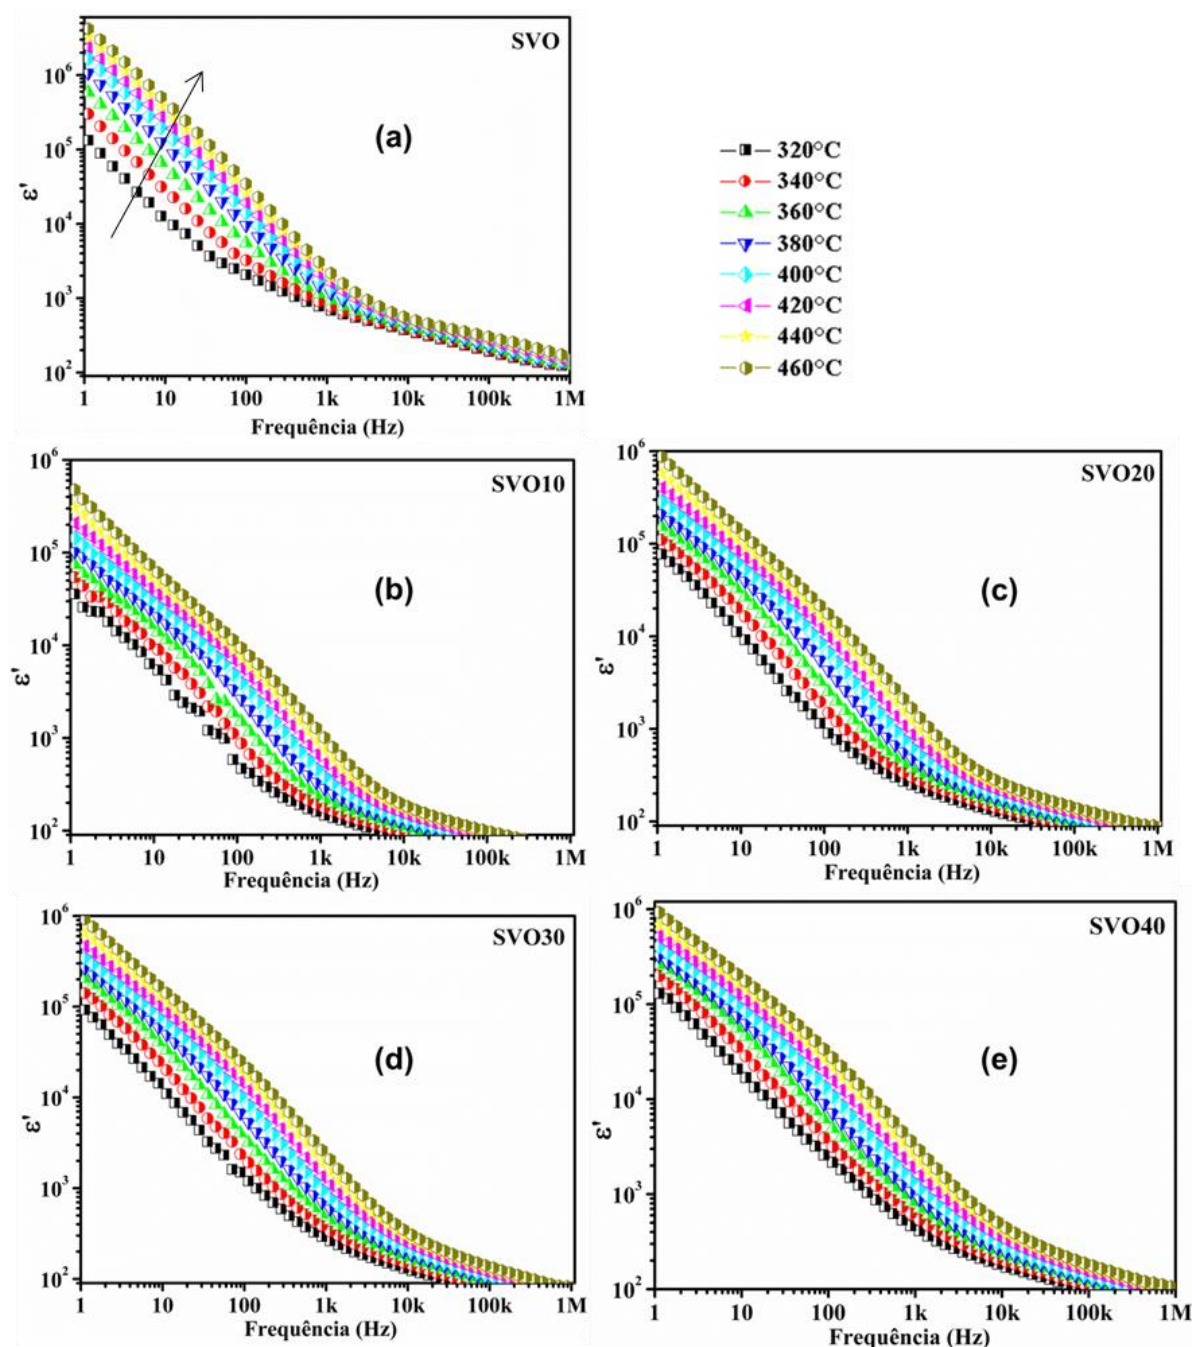 SVO
(a)
ε'
10⁶
10⁵
10⁴
10³
10²
1 10 100 1k 10k 100k 1M
Frequência (Hz)
320°C
340°C
360°C
380°C
400°C
420°C
440°C
460°C
SVO10
(b)
ε'
10⁶
10⁵
10⁴
10³
10²
1 10 100 1k 10k 100k 1M
Frequência (Hz)
SVO20
(c)
ε'
10⁶
10⁵
10⁴
10³
10²
1 10 100 1k 10k 100k 1M
Frequência (Hz)
SVO30
(d)
ε'
10⁶
10⁵
10⁴
10³
10²
1 10 100 1k 10k 100k 1M
Frequência (Hz)
SVO40
(e)
ε'
10⁶
10⁵
10⁴
10³
10²
1 10 100 1k 10k 100k 1M
Frequência (Hz)